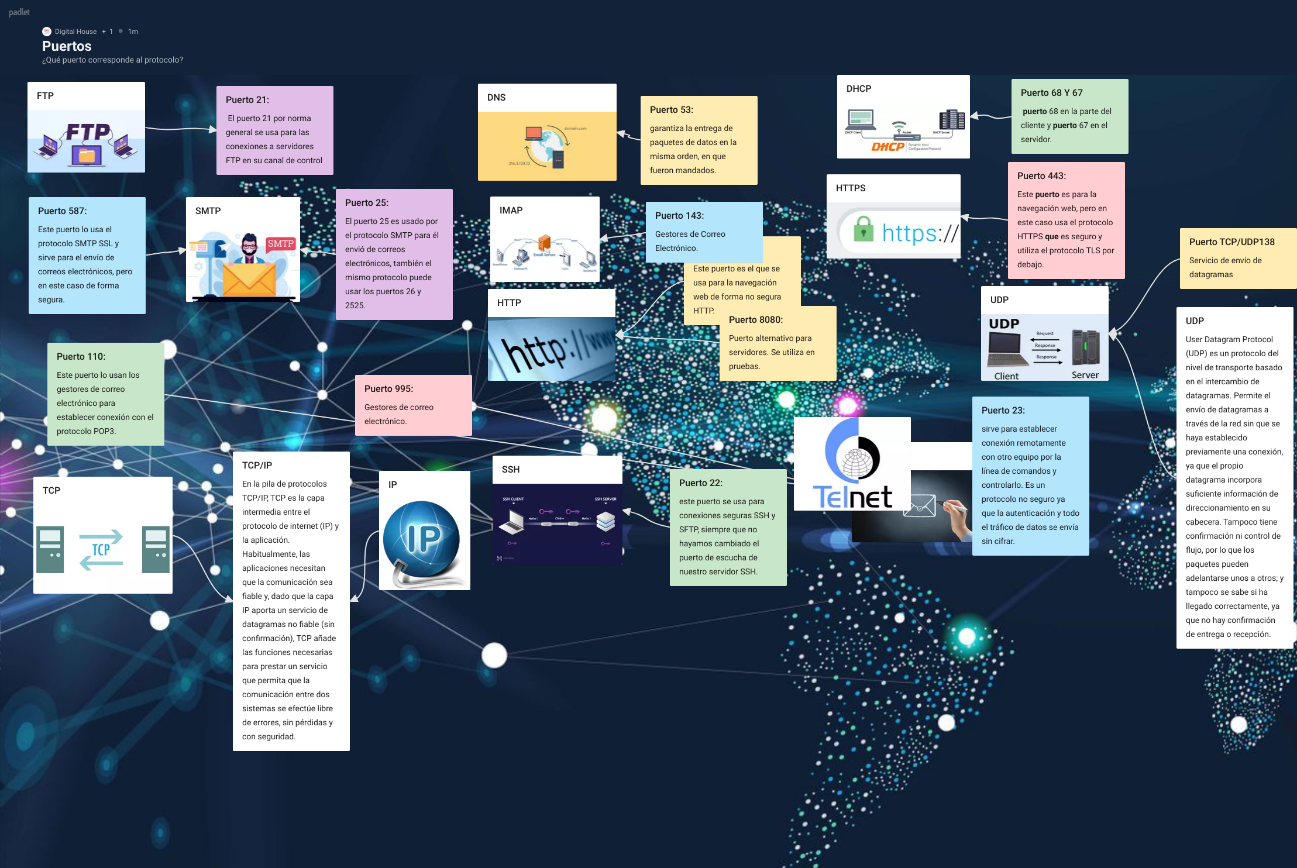 padlet
Digital House + 1 1m
Puertos
¿Qué puerto corresponde al protocolo?
FTP
FTP
Puerto 21:
El puerto 21 por norma
general se usa para las
conexiones a servidores
FTP en su canal de control
DNS
Puerto 53:
garantiza la entrega de
paquetes de datos en la
misma orden, en que
fueron mandados.
DHCP
DHCP
Puerto 68 Y 67
puerto 68 en la parte del
cliente y puerto 67 en el
servidor.
Puerto 587:
Este puerto lo usa el
protocolo SMTP SSL y
sirve para el envío de
correos electrónicos, pero
en este caso de forma
segura.
SMTP
SMTP
Puerto 25:
El puerto 25 es usado por
el protocolo SMTP para él
envió de correos
electrónicos, también el
mismo protocolo puede
usar los puertos 26 y
2525.
IMAP
Email Server
Puerto 143:
Gestores de Correo
Electrónico.
HTTPS
https://
Puerto 443:
Este puerto es para la
navegación web, pero en
este caso usa el protocolo
HTTPS que es seguro y
utiliza el protocolo TLS por
debajo.
Puerto TCP/UDP138
Servicio de envío de
datagramas
Este puerto es el que se
usa para la navegación
web de forma no segura
HTTP.
HTTP
http://ww
Puerto 8080:
Puerto alternativo para
servidores. Se utiliza en
pruebas.
UDP
UDP
Request
Response
Response
Client
Server
UDP
User Datagram Protocol
(UDP) es un protocolo del
nivel de transporte basado
en el intercambio de
datagramas. Permite el
envío de datagramas a
través de la red sin que se
haya establecido
previamente una conexión,
ya que el propio
datagrama incorpora
suficiente información de
direccionamiento en su
cabecera. Tampoco tiene
confirmación ni control de
flujo, por lo que los
paquetes pueden
adelantarse unos a otros; y
tampoco se sabe si ha
llegado correctamente, ya
que no hay confirmación
de entrega o recepción.
Puerto 110:
Este puerto lo usan los
gestores de correo
electrónico para
establecer conexión con el
protocolo POP3.
Puerto 995:
Gestores de correo
electrónico.
Telnet
Puerto 23:
sirve para establecer
conexión remotamente
con otro equipo por la
línea de comandos y
controlarlo. Es un
protocolo no seguro ya
que la autenticación y todo
el tráfico de datos se envía
sin cifrar.
TCP
TCP
TCP/IP
En la pila de protocolos
TCP/IP, TCP es la capa
intermedia entre el
protocolo de internet (IP) y
la aplicación.
Habitualmente, las
aplicaciones necesitan
que la comunicación sea
fiable y, dado que la capa
IP aporta un servicio de
datagramas no fiable (sin
confirmación), TCP añade
las funciones necesarias
para prestar un servicio
que permita que la
comunicación entre dos
sistemas se efectúe libre
de errores, sin pérdidas y
con seguridad.
IP
IP
SSH
SSH CLIENT
SSH SERVER
Puerto 22:
este puerto se usa para
conexiones seguras SSH y
SFTP, siempre que no
hayamos cambiado el
puerto de escucha de
nuestro servidor SSH.